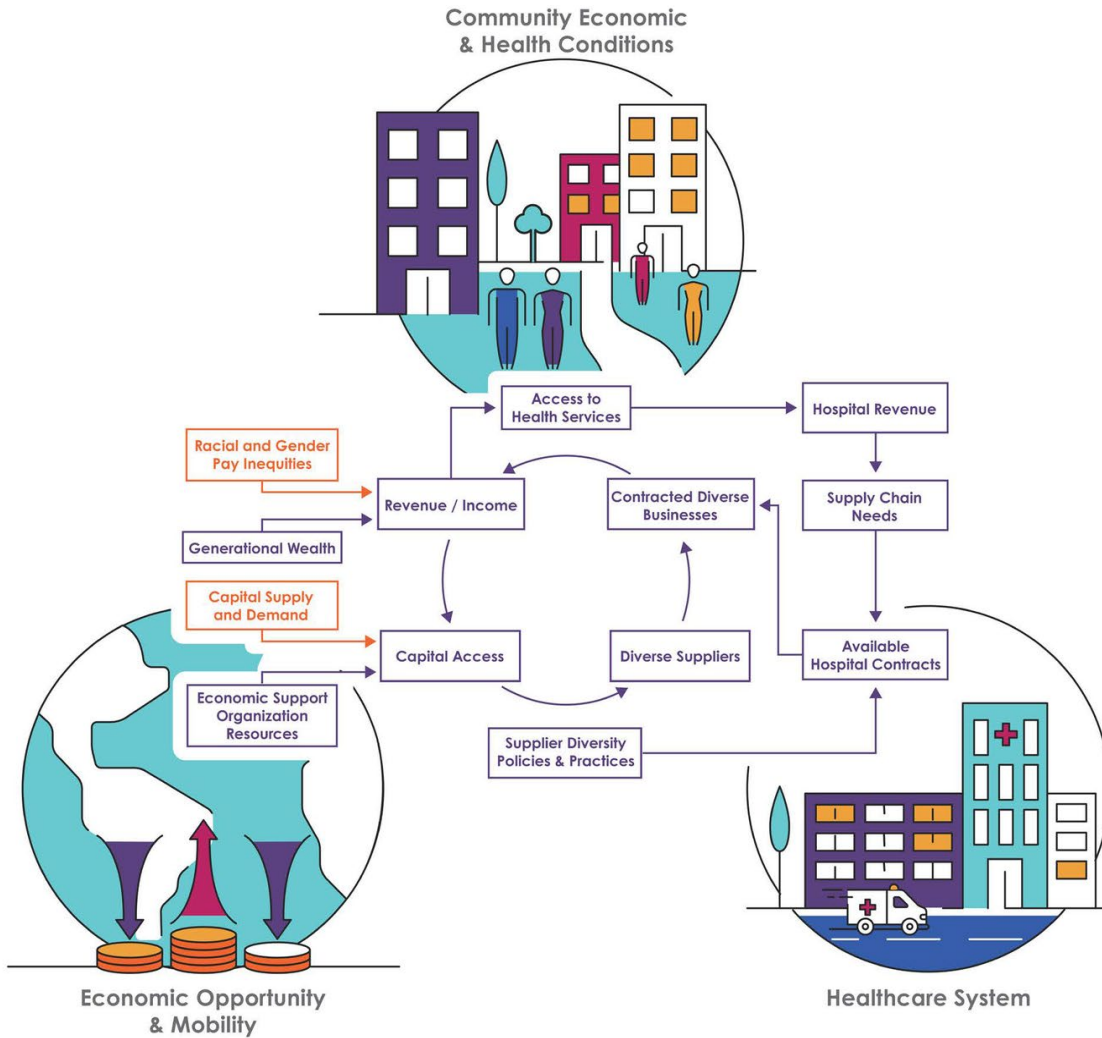 Community Economic
& Health Conditions
Access to
Health Services
Hospital Revenue
Racial and Gender
Pay Inequities
Revenue / Income
Contracted Diverse
Businesses
Supply Chain
Needs
Generational Wealth
Capital Supply
and Demand
Capital Access
Diverse Suppliers
Available
Hospital Contracts
Economic Support
Organization
Resources
Supplier Diversity
Policies & Practices
Economic Opportunity
& Mobility
Healthcare System